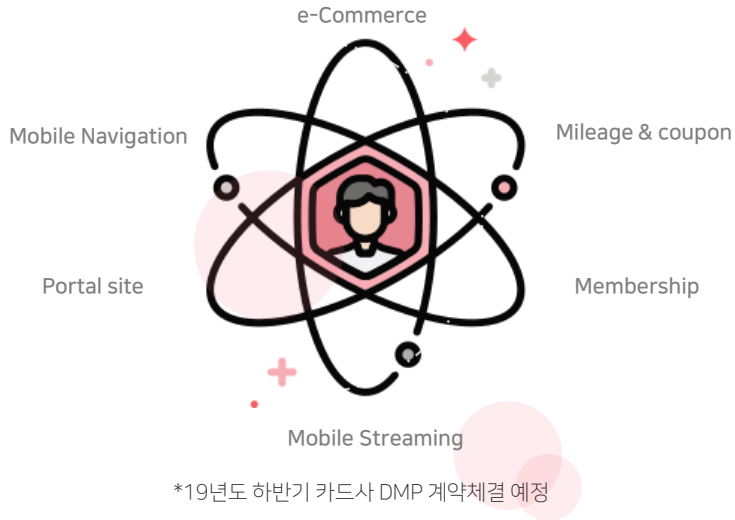 e-Commerce
Mobile Navigation
Mileage & coupon
Portal site
Membership
Mobile Streaming
*19년도 하반기 카드사 DMP 계약체결 예정